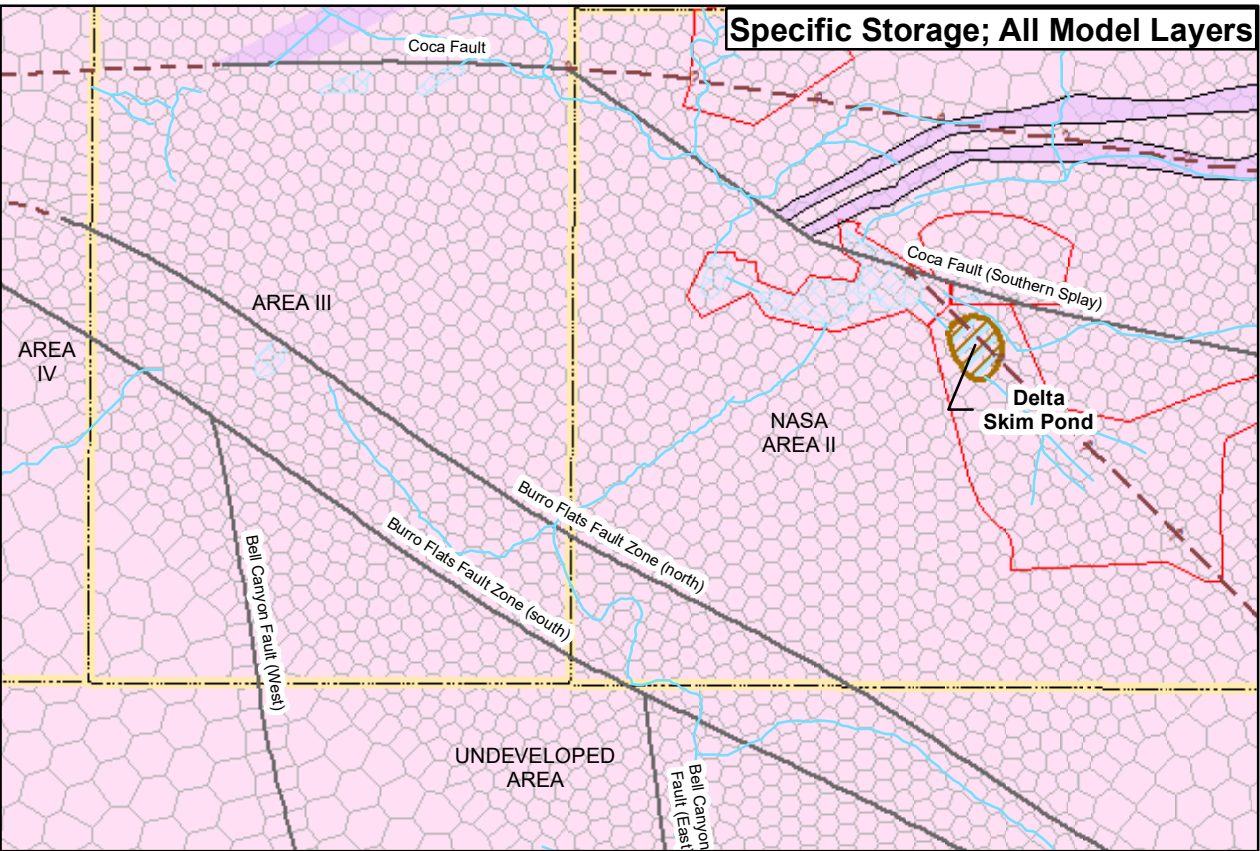 Specific Storage; All Model Layers
Coca Fault
Coca Fault (Southern Splay)
AREA III
AREA
IV
Delta
Skim Pond
NASA
AREA II
Burro Flats Fault Zone (north)
Burro Flats Fault Zone (south)
Bell Canyon Fault (West)
UNDEVELOPED
AREA
Bell Canyon
Fault (East)